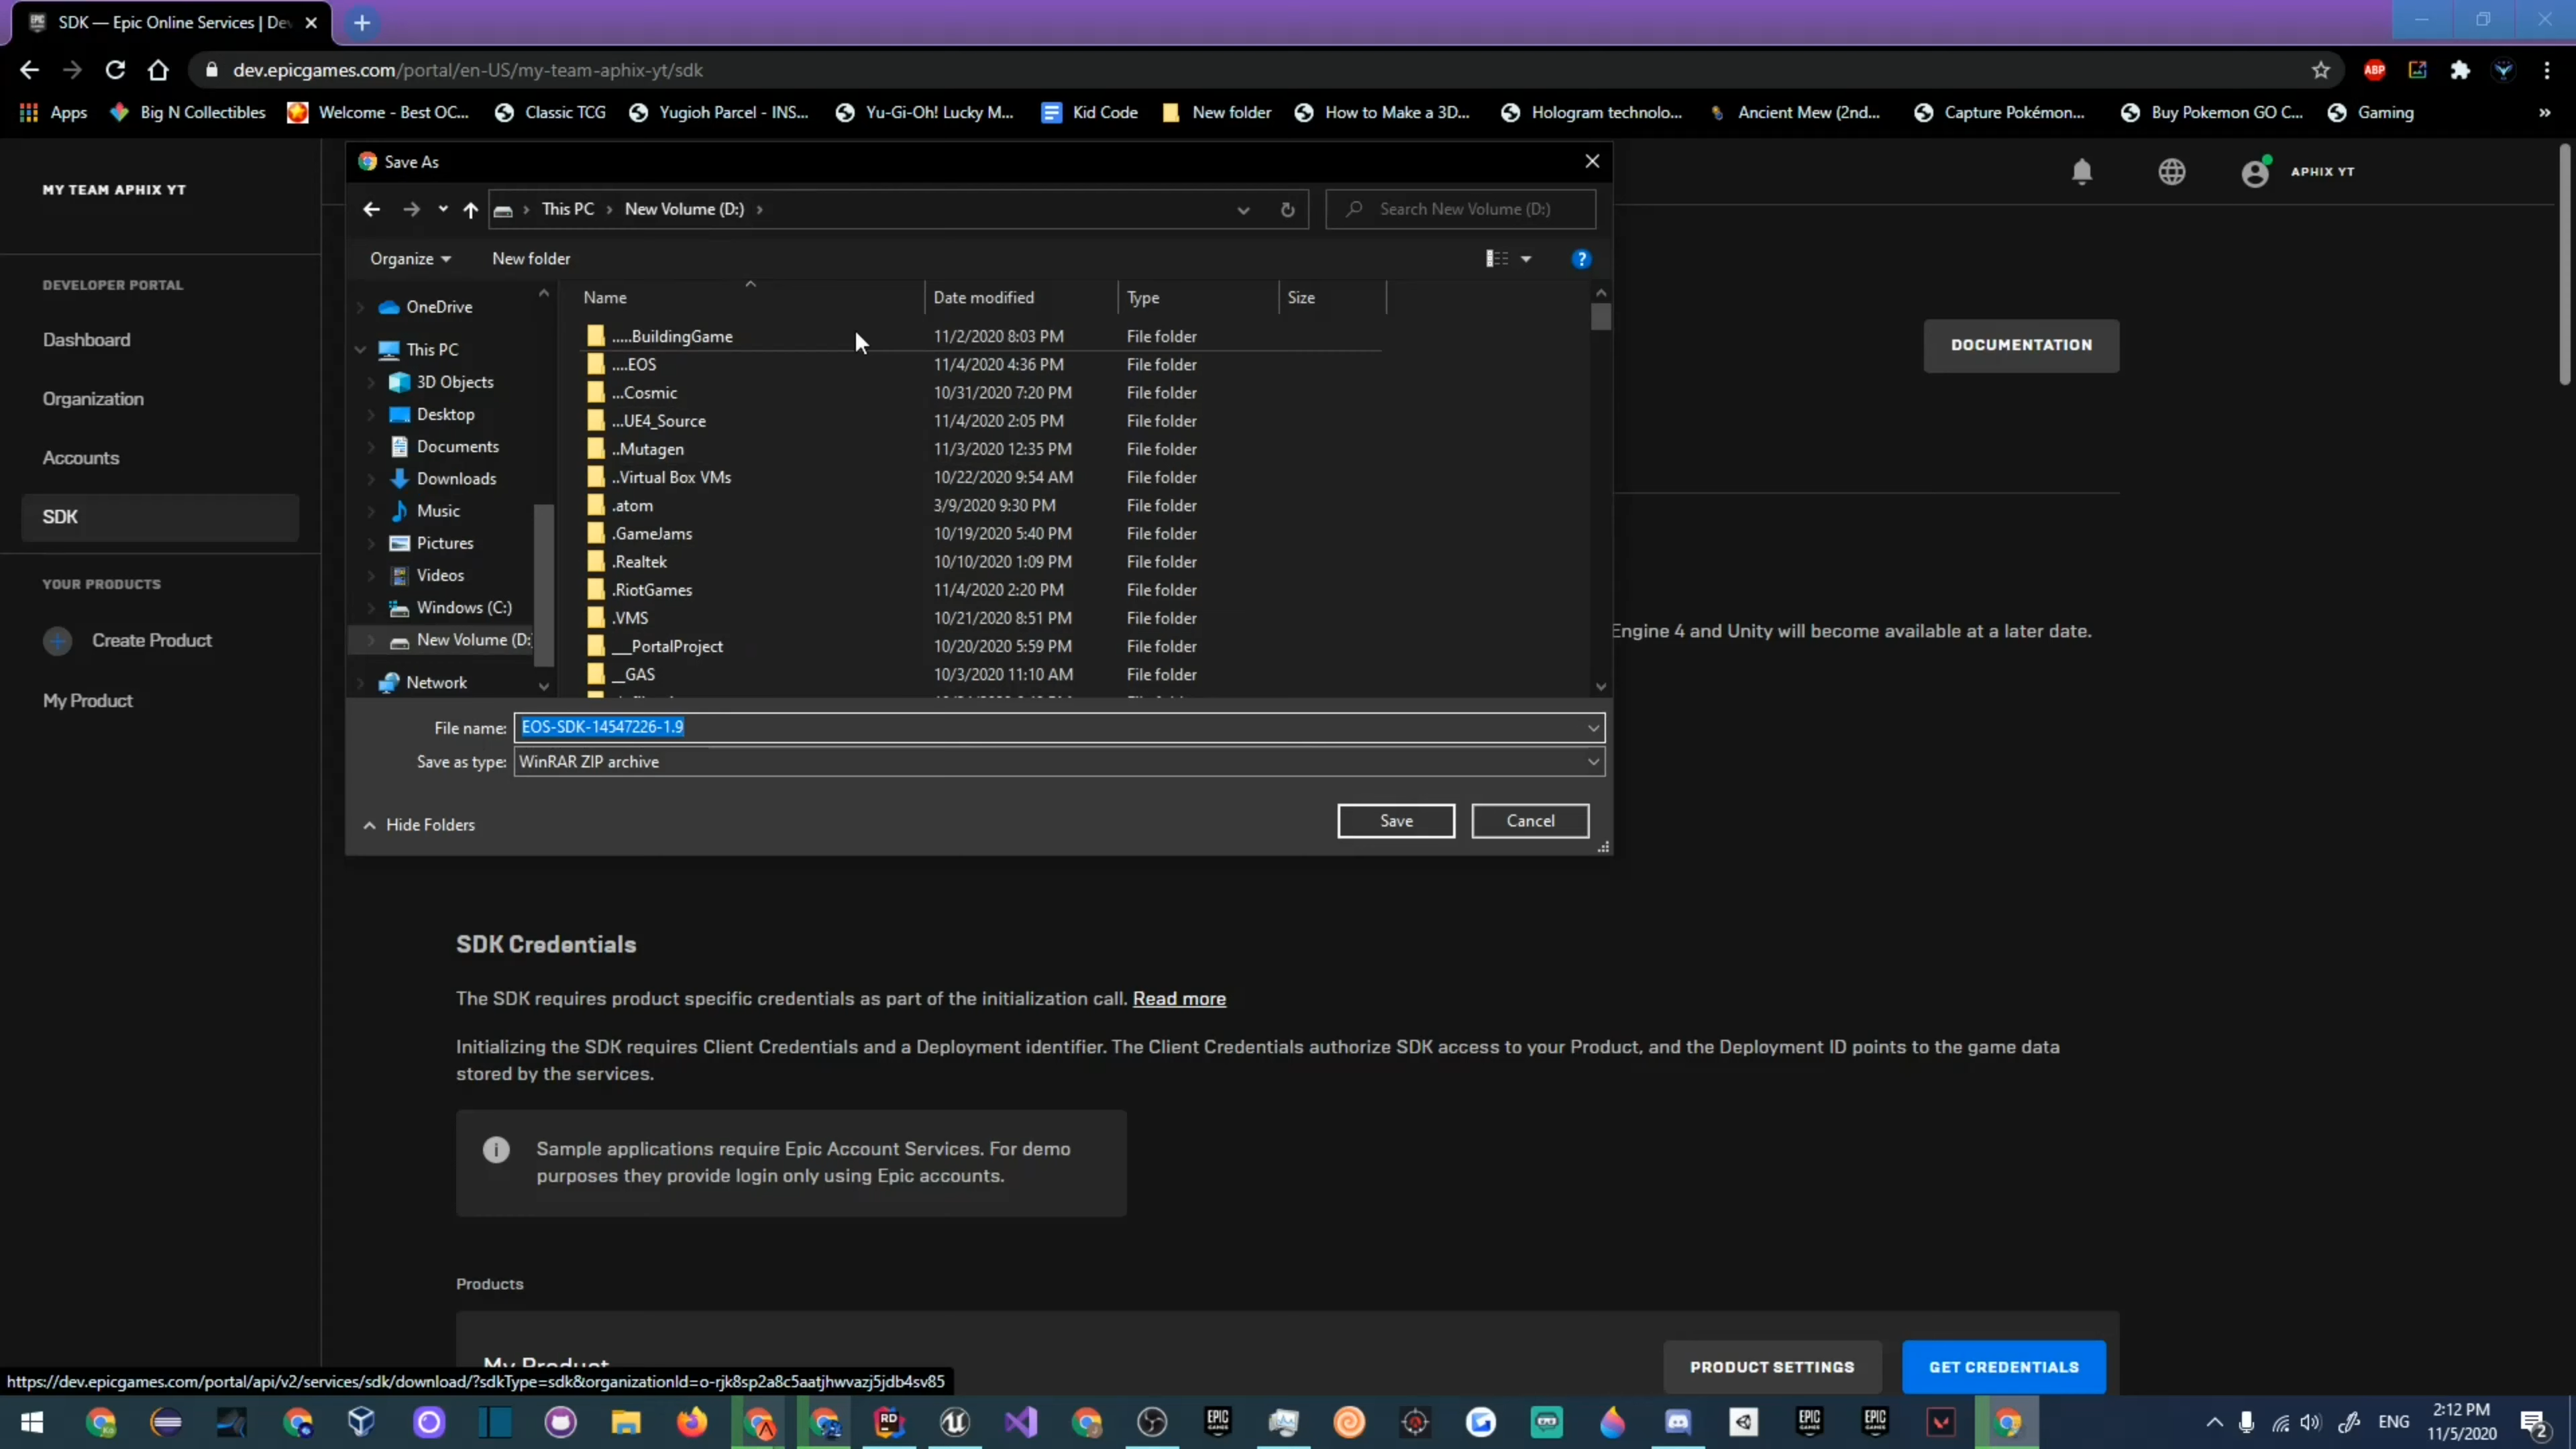 SDK — Epic Online Services | De
dev.epicgames.com/portal/en-US/my-team-aphix-yt/sdk
ABP
Apps
Big N Collectibles
Welcome - Best OC...
Classic TCG
Yugioh Parcel - INS...
Yu-Gi-Oh! Lucky M...
Kid Code
New folder
How to Make a 3D...
Hologram technolo...
Ancient Mew (2nd...
Capture Pokémon...
Buy Pokemon GO C...
Gaming
»
MY TEAM APHIX YT
APHIX YT
DEVELOPER PORTAL
Dashboard
Organization
Accounts
SDK
YOUR PRODUCTS
Create Product
My Product
Save As
This PC > New Volume (D:) >
Search New Volume (D:)
Organize
New folder
?
OneDrive
This PC
3D Objects
Desktop
Documents
Downloads
Music
Pictures
Videos
Windows (C:)
New Volume (D:
Network
Name Date modified Type Size
.....BuildingGame 11/2/2020 8:03 PM File folder
....EOS 11/4/2020 4:36 PM File folder
...Cosmic 10/31/2020 7:20 PM File folder
...UE4_Source 11/4/2020 2:05 PM File folder
..Mutagen 11/3/2020 12:35 PM File folder
..Virtual Box VMs 10/22/2020 9:54 AM File folder
.atom 3/9/2020 9:30 PM File folder
.GameJams 10/19/2020 5:40 PM File folder
.Realtek 10/10/2020 1:09 PM File folder
.RiotGames 11/4/2020 2:20 PM File folder
.VMS 10/21/2020 8:51 PM File folder
___PortalProject 10/20/2020 5:59 PM File folder
__GAS 10/3/2020 11:10 AM File folder
File name: EOS-SDK-14547226-1.9
Save as type: WinRAR ZIP archive
Hide Folders
Save
Cancel
DOCUMENTATION
Engine 4 and Unity will become available at a later date.
SDK Credentials
The SDK requires product specific credentials as part of the initialization call. Read more
Initializing the SDK requires Client Credentials and a Deployment identifier. The Client Credentials authorize SDK access to your Product, and the Deployment ID points to the game data
stored by the services.
Sample applications require Epic Account Services. For demo
purposes they provide login only using Epic accounts.
Products
My Product
PRODUCT SETTINGS
GET CREDENTIALS
https://dev.epicgames.com/portal/api/v2/services/sdk/download/?sdkType=sdk&organizationId=o-rjk8sp2a8c5aatjhwvazj5jdb4sv85
RD
EPIC GAMES
EPIC GAMES
EPIC GAMES
ENG
2:12 PM
11/5/2020
2